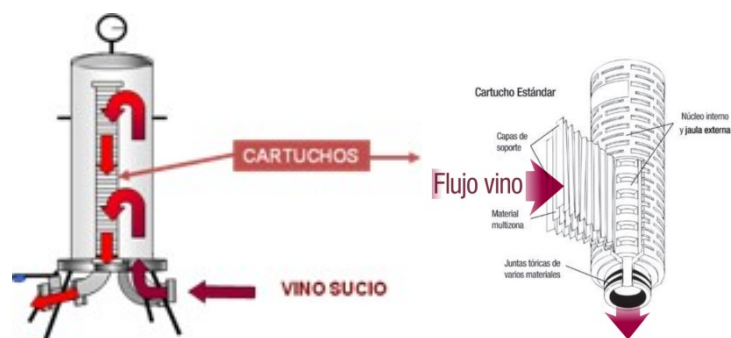 CARTUCHOS
VINO SUCIO
Cartucho Estándar
Capas de
soporte
Flujo vino
Material
multizona
Juntas tóricas de
varios materiales
Núcleo interno
y jaula externa